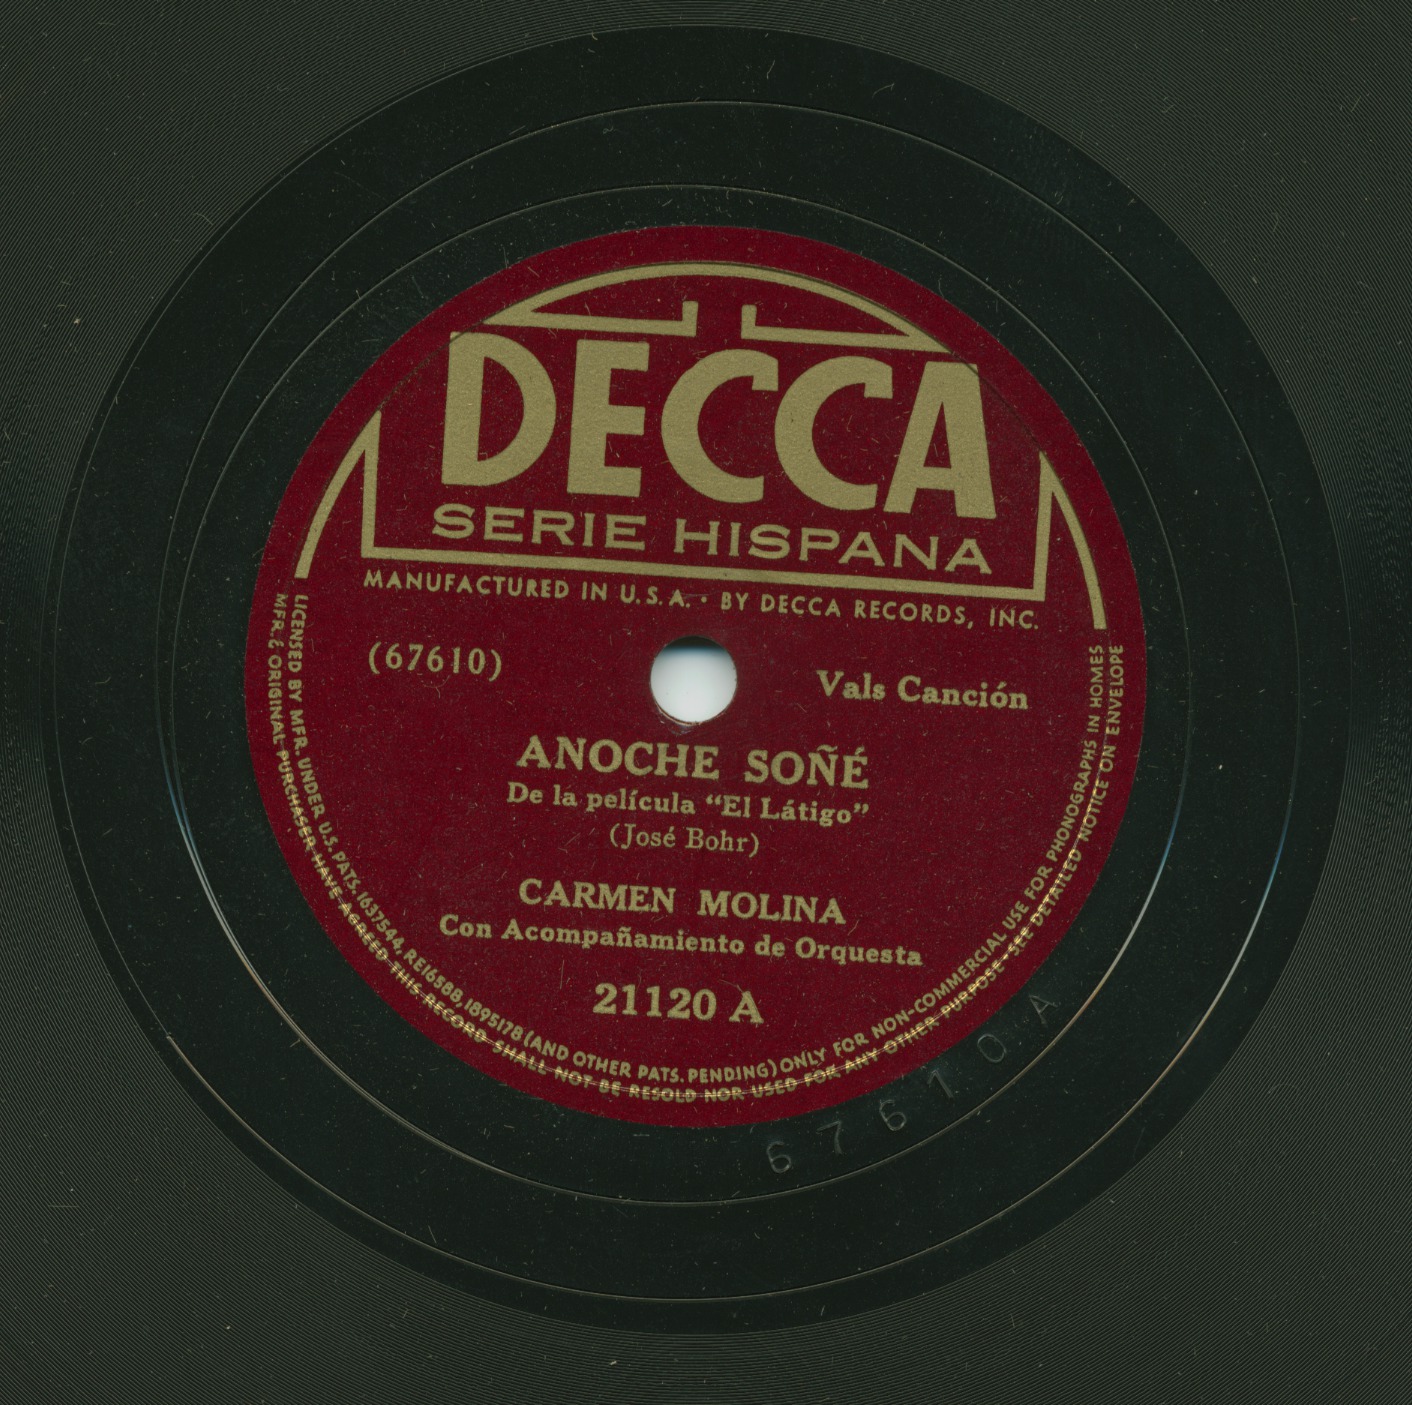 DECCA
SERIE HISPANA
MANUFACTURED IN U.S.A. · BY DECCA RECORDS, INC.
(67610)
Vals Canción
ANOCHE SOÑÉ
De la película “El Látigo”
(José Bohr)
CARMEN MOLINA
Con Acompañamiento de Orquesta
21120 A
LICENSED BY MFR. UNDER U.S. PATS. 1637544, RE16588, 1895178 (AND OTHER PATS. PENDING) ONLY FOR NON-COMMERCIAL USE FOR PHONOGRAPHS IN HOMES
MFR. & ORIGINAL PURCHASER HAVE AGREED THIS RECORD SHALL NOT BE RESOLD NOR USED FOR ANY OTHER PURPOSE · SEE DETAILED NOTICE ON ENVELOPE
67610A